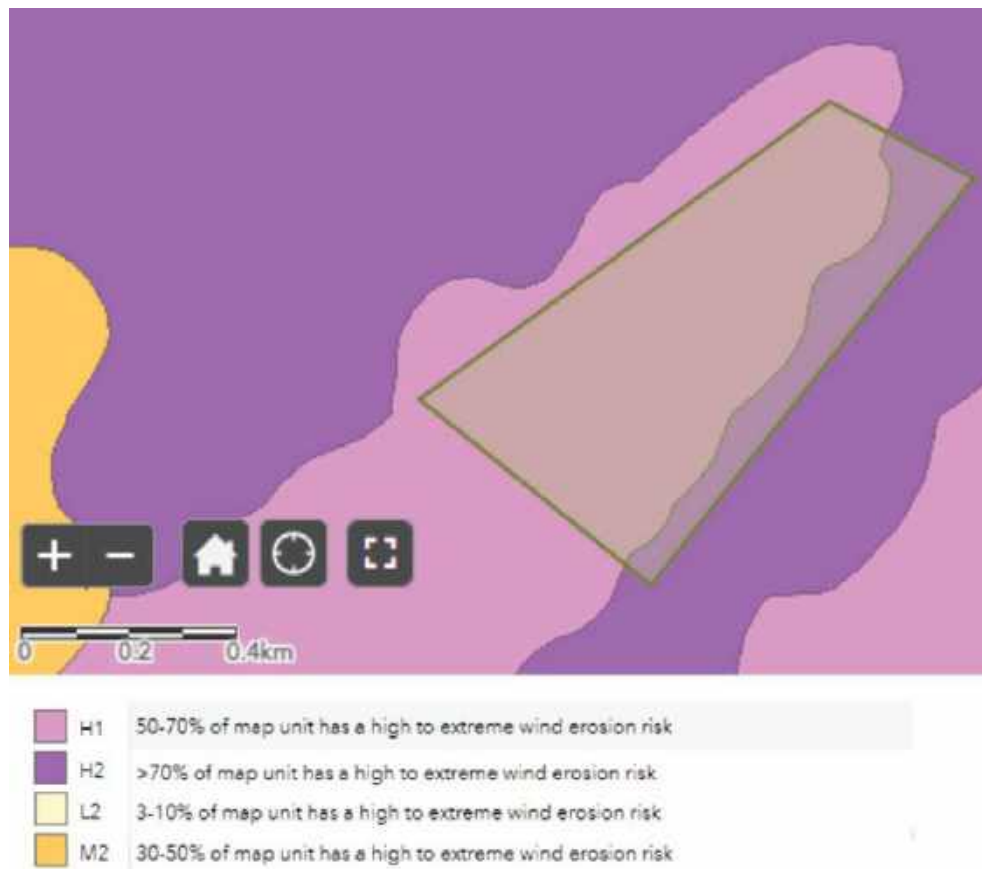 0 0.2 0.4km
H1 50-70% of map unit has a high to extreme wind erosion risk
H2 >70% of map unit has a high to extreme wind erosion risk
L2 3-10% of map unit has a high to extreme wind erosion risk
M2 30-50% of map unit has a high to extreme wind erosion risk